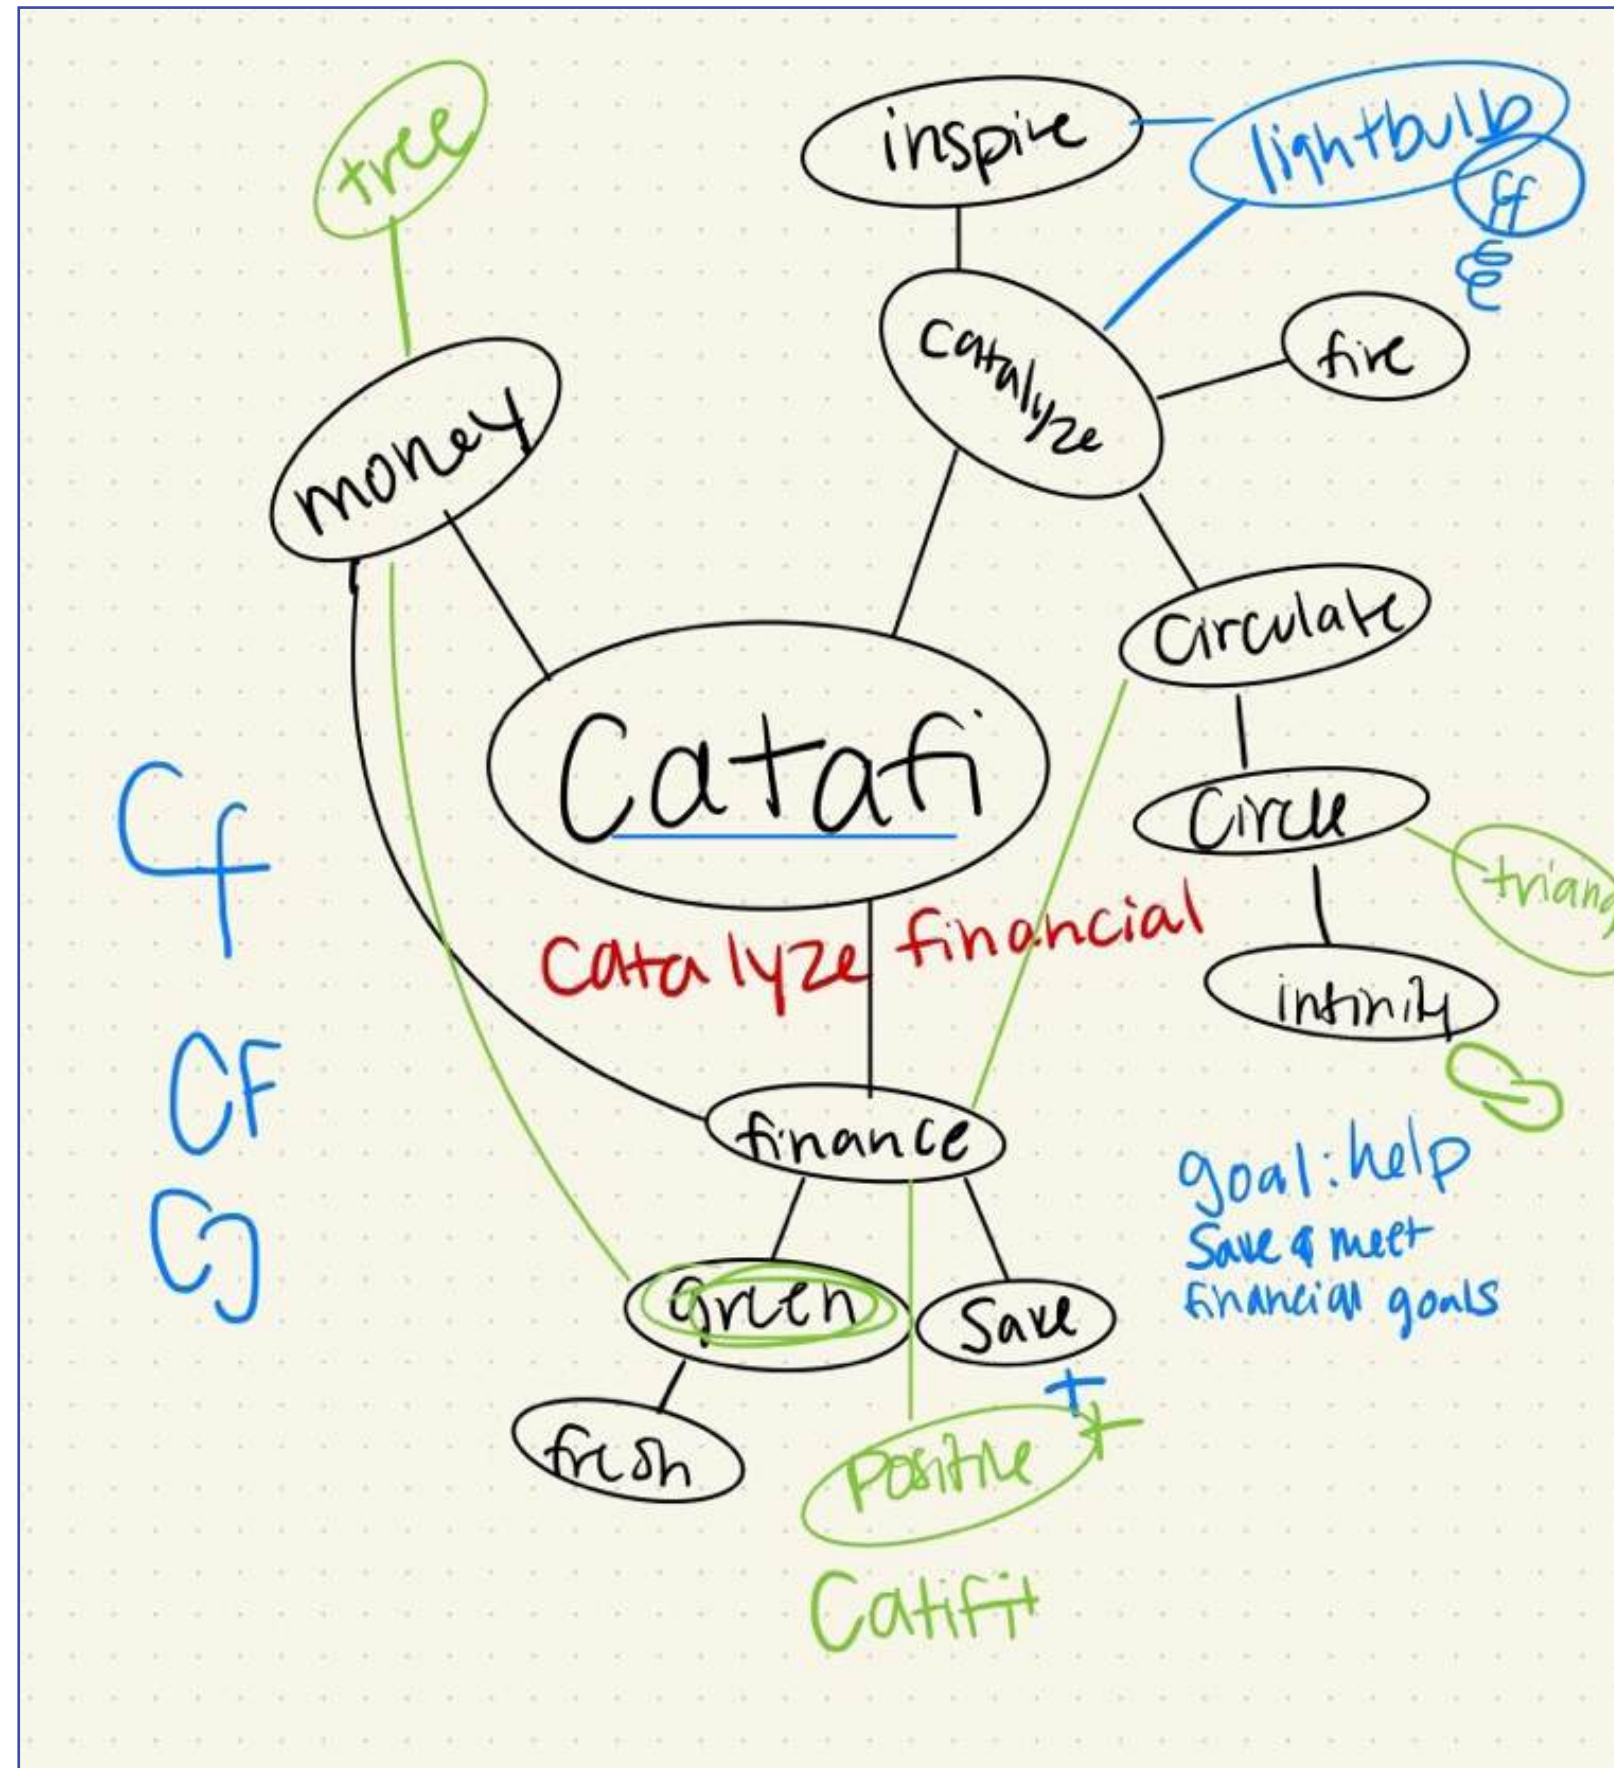 tree
inspire
lightbulb
catalyze
fire
money
Circulate
Catafi
Circle
triang
Cf
Catalyze financial
infinity
CF
finance
goal: help
Save & meet
financial goals
green
Save
+
fresh
Positive +
Catifi+